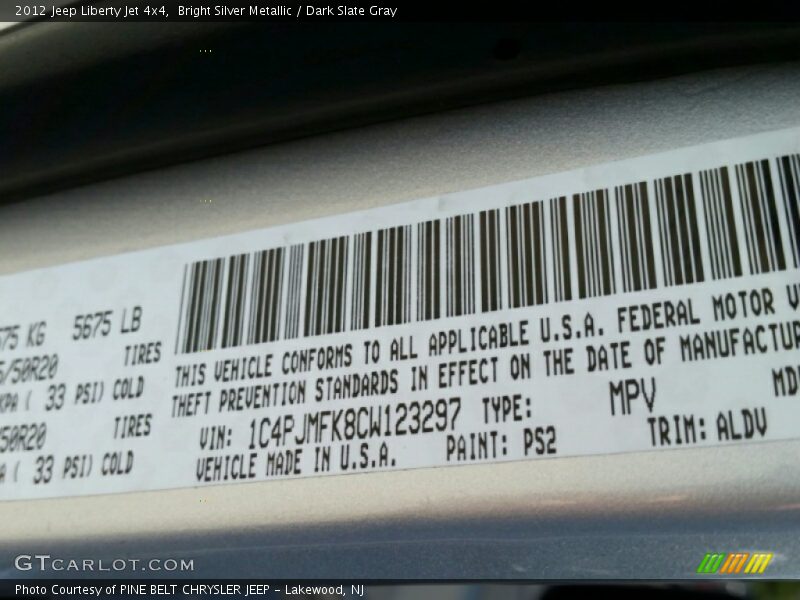 2012 Jeep Liberty Jet 4x4, Bright Silver Metallic / Dark Slate Gray
KG 5675 LB
50R20 TIRES
( 33 PSI) COLD
50R20 TIRES
( 33 PSI) COLD
THIS VEHICLE CONFORMS TO ALL APPLICABLE U.S.A. FEDERAL MOTOR
THEFT PREVENTION STANDARDS IN EFFECT ON THE DATE OF MANUFACTUR
VIN: 1C4PJMFK8CW123297 TYPE: MPV
VEHICLE MADE IN U.S.A. PAINT: PS2 TRIM: ALDV
GTCARLOT.COM
Photo Courtesy of PINE BELT CHRYSLER JEEP - Lakewood, NJ